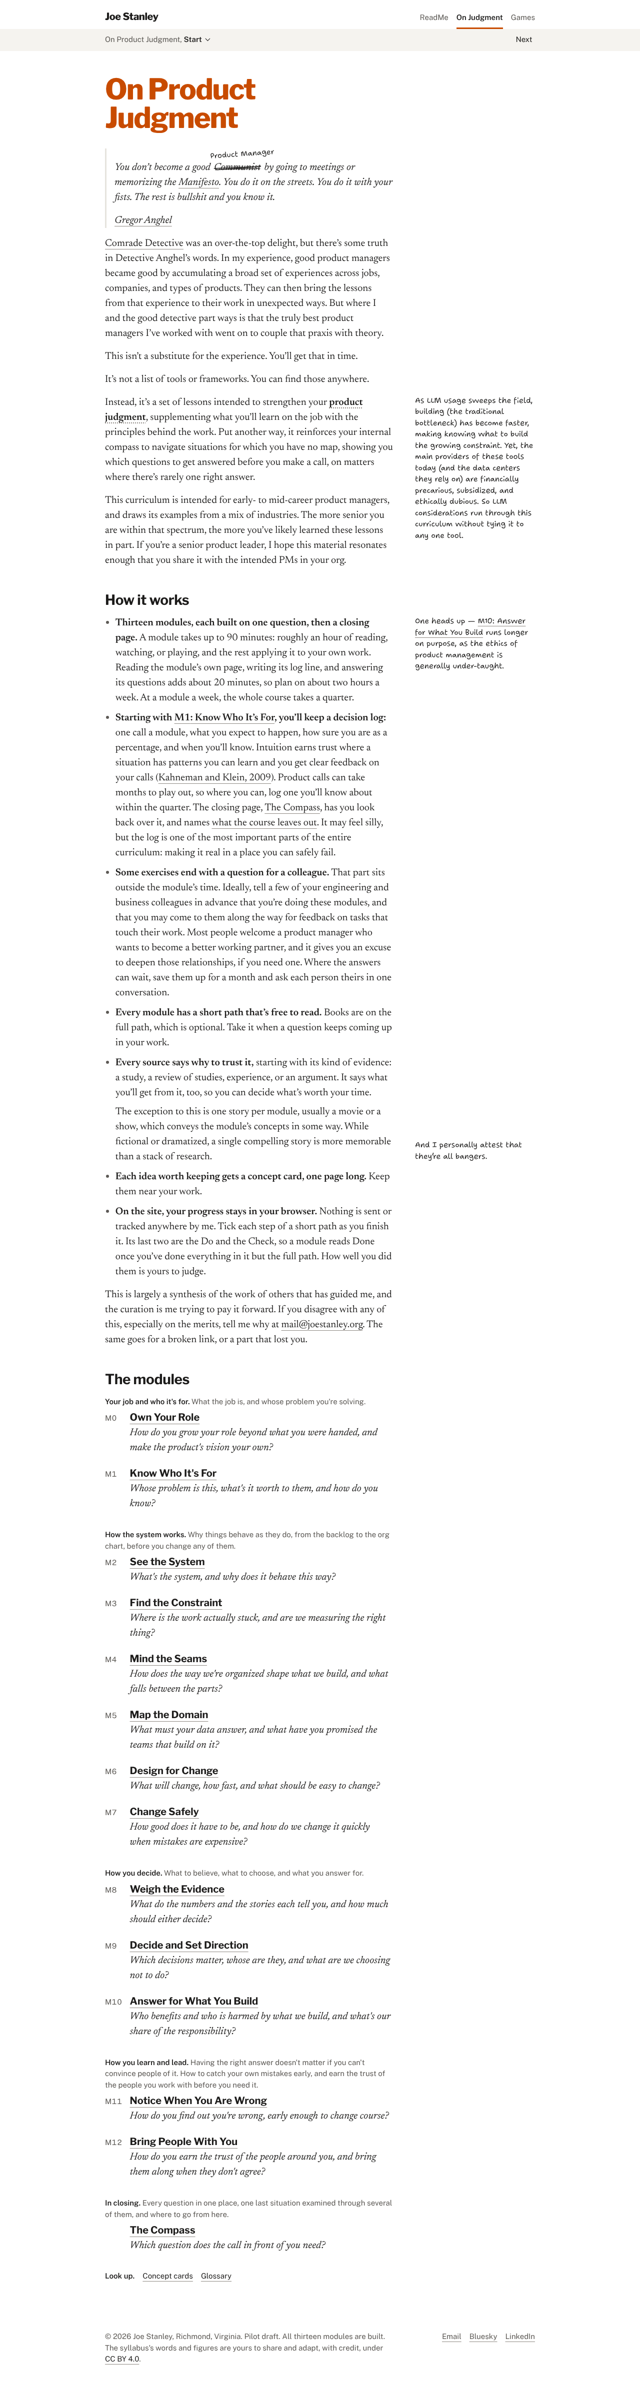 Joe Stanley
ReadMe On Judgment Games
On Product Judgment, Start
Next
On Product
Judgment
Product Manager
You don't become a good Communist by going to meetings or
memorizing the Manifesto. You do it on the streets. You do it with your
fists. The rest is bullshit and you know it.
Gregor Anghel
Comrade Detective was an over-the-top delight, but there's some truth
in Detective Anghel's words. In my experience, good product managers
became good by accumulating a broad set of experiences across jobs,
companies, and types of products. They can then bring the lessons
from that experience to their work in unexpected ways. But where I
and the good detective part ways is that the truly best product
managers I've worked with went on to couple that praxis with theory.
This isn't a substitute for the experience. You'll get that in time.
It's not a list of tools or frameworks. You can find those anywhere.
Instead, it's a set of lessons intended to strengthen your product
judgment, supplementing what you'll learn on the job with the
principles behind the work. Put another way, it reinforces your internal
compass to navigate situations for which you have no map, showing you
which questions to get answered before you make a call, on matters
where there's rarely one right answer.
As LLM usage sweeps the field,
building (the traditional
bottleneck) has become faster,
making knowing what to build
the growing constraint. Yet, the
main providers of these tools
today (and the data centers
they rely on) are financially
precarious, subsidized, and
ethically dubious. So LLM
considerations run through this
curriculum without tying it to
any one tool.
This curriculum is intended for early- to mid-career product managers,
and draws its examples from a mix of industries. The more senior you
are within that spectrum, the more you've likely learned these lessons
in part. If you're a senior product leader, I hope this material resonates
enough that you share it with the intended PMs in your org.
How it works
Thirteen modules, each built on one question, then a closing
page. A module takes up to 90 minutes: roughly an hour of reading,
watching, or playing, and the rest applying it to your own work.
Reading the module's own page, writing its log line, and answering
its questions adds about 20 minutes, so plan on about two hours a
week. At a module a week, the whole course takes a quarter.
One heads up — M10: Answer
for What You Build runs longer
on purpose, as the ethics of
product management is
generally under-taught.
Starting with M1: Know Who It's For, you'll keep a decision log:
one call a module, what you expect to happen, how sure you are as a
percentage, and when you'll know. Intuition earns trust where a
situation has patterns you can learn and you get clear feedback on
your calls (Kahneman and Klein, 2009). Product calls can take
months to play out, so where you can, log one you'll know about
within the quarter. The closing page, The Compass, has you look
back over it, and names what the course leaves out. It may feel silly,
but the log is one of the most important parts of the entire
curriculum: making it real in a place you can safely fail.
Some exercises end with a question for a colleague. That part sits
outside the module's time. Ideally, tell a few of your engineering and
business colleagues in advance that you're doing these modules, and
that you may come to them along the way for feedback on tasks that
touch their work. Most people welcome a product manager who
wants to become a better working partner, and it gives you an excuse
to deepen those relationships, if you need one. Where the answers
can wait, save them up for a month and ask each person theirs in one
conversation.
Every module has a short path that's free to read. Books are on the
full path, which is optional. Take it when a question keeps coming up
in your work.
Every source says why to trust it, starting with its kind of evidence:
a study, a review of studies, experience, or an argument. It says what
you'll get from it, too, so you can decide what's worth your time.
The exception to this is one story per module, usually a movie or a
show, which conveys the module's concepts in some way. While
fictional or dramatized, a single compelling story is more memorable
than a stack of research.
And I personally attest that
they're all bangers.
Each idea worth keeping gets a concept card, one page long. Keep
them near your work.
On the site, your progress stays in your browser. Nothing is sent or
tracked anywhere by me. Tick each step of a short path as you finish
it. Its last two are the Do and the Check, so a module reads Done
once you've done everything in it but the full path. How well you did
them is yours to judge.
This is largely a synthesis of the work of others that has guided me, and
the curation is me trying to pay it forward. If you disagree with any of
this, especially on the merits, tell me why at mail@joestanley.org. The
same goes for a broken link, or a part that lost you.
The modules
Your job and who it's for. What the job is, and whose problem you're solving.
M0 Own Your Role
How do you grow your role beyond what you were handed, and
make the product's vision your own?
M1 Know Who It's For
Whose problem is this, what's it worth to them, and how do you
know?
How the system works. Why things behave as they do, from the backlog to the org
chart, before you change any of them.
M2 See the System
What's the system, and why does it behave this way?
M3 Find the Constraint
Where is the work actually stuck, and are we measuring the right
thing?
M4 Mind the Seams
How does the way we're organized shape what we build, and what
falls between the parts?
M5 Map the Domain
What must your data answer, and what have you promised the
teams that build on it?
M6 Design for Change
What will change, how fast, and what should be easy to change?
M7 Change Safely
How good does it have to be, and how do we change it quickly
when mistakes are expensive?
How you decide. What to believe, what to choose, and what you answer for.
M8 Weigh the Evidence
What do the numbers and the stories each tell you, and how much
should either decide?
M9 Decide and Set Direction
Which decisions matter, whose are they, and what are we choosing
not to do?
M10 Answer for What You Build
Who benefits and who is harmed by what we build, and what's our
share of the responsibility?
How you learn and lead. Having the right answer doesn't matter if you can't
convince people of it. How to catch your own mistakes early, and earn the trust of
the people you work with before you need it.
M11 Notice When You Are Wrong
How do you find out you're wrong, early enough to change course?
M12 Bring People With You
How do you earn the trust of the people around you, and bring
them along when they don't agree?
In closing. Every question in one place, one last situation examined through several
of them, and where to go from here.
The Compass
Which question does the call in front of you need?
Look up. Concept cards Glossary
© 2026 Joe Stanley, Richmond, Virginia. Pilot draft. All thirteen modules are built.
The syllabus's words and figures are yours to share and adapt, with credit, under
CC BY 4.0.
Email Bluesky LinkedIn